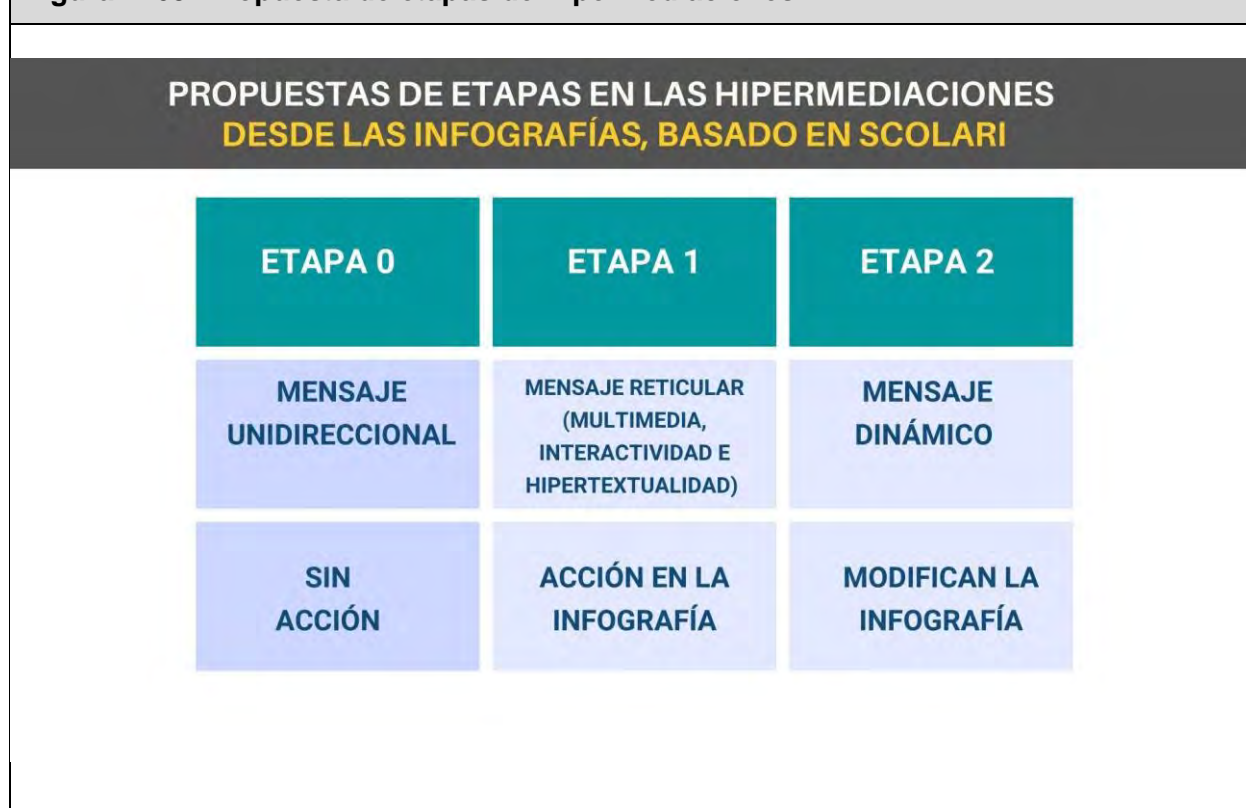 PROPUESTAS DE ETAPAS EN LAS HIPERMEDIACIONES
DESDE LAS INFOGRAFÍAS, BASADO EN SCOLARI
ETAPA 0
ETAPA 1
ETAPA 2
MENSAJE
UNIDIRECCIONAL
MENSAJE RETICULAR
(MULTIMEDIA,
INTERACTIVIDAD E
HIPERTEXTUALIDAD)
MENSAJE
DINÁMICO
SIN
ACCIÓN
ACCIÓN EN LA
INFOGRAFÍA
MODIFICAN LA
INFOGRAFÍA